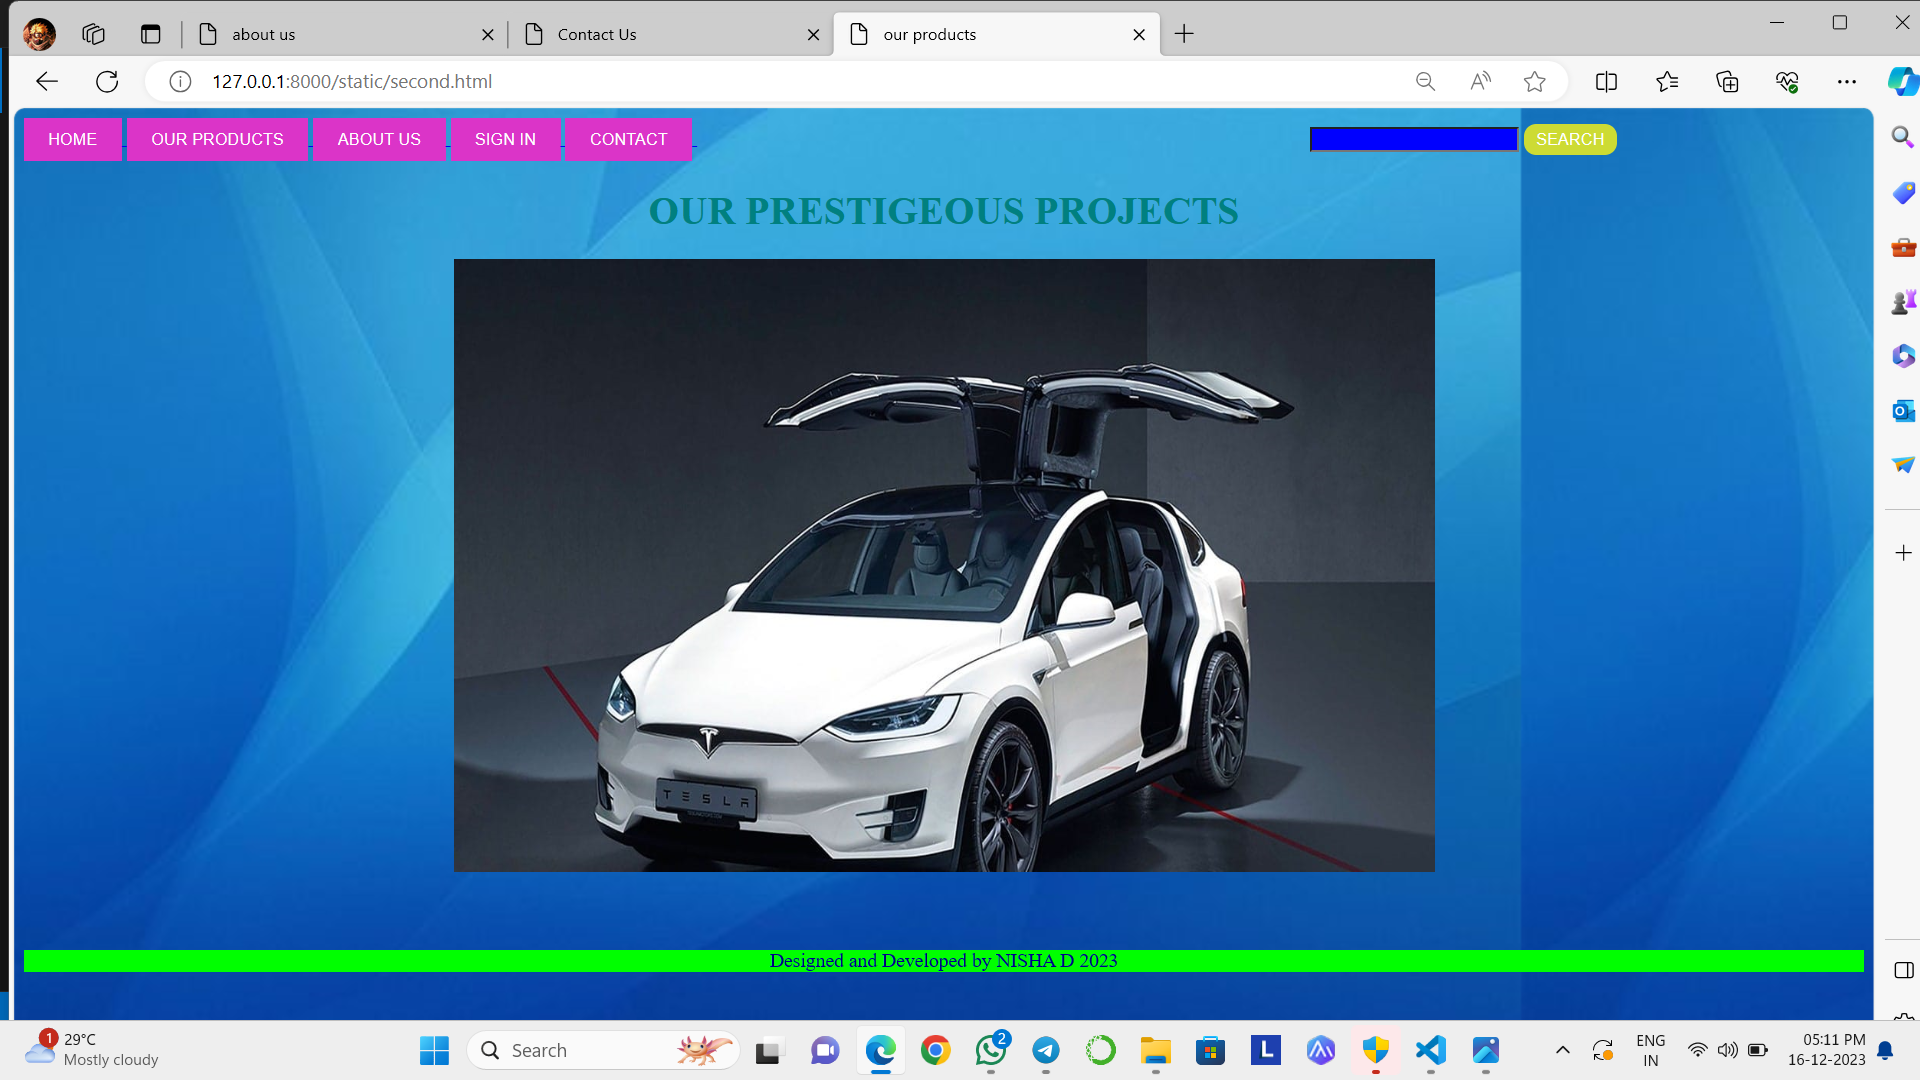 about us
Contact Us
our products
127.0.0.1:8000/static/second.html
HOME
OUR PRODUCTS
ABOUT US
SIGN IN
CONTACT
SEARCH
OUR PRESTIGEOUS PROJECTS
TESLA
Designed and Developed by NISHA D 2023
1
29°C
Mostly cloudy
Search
2
L
ENG
IN
05:11 PM
16-12-2023